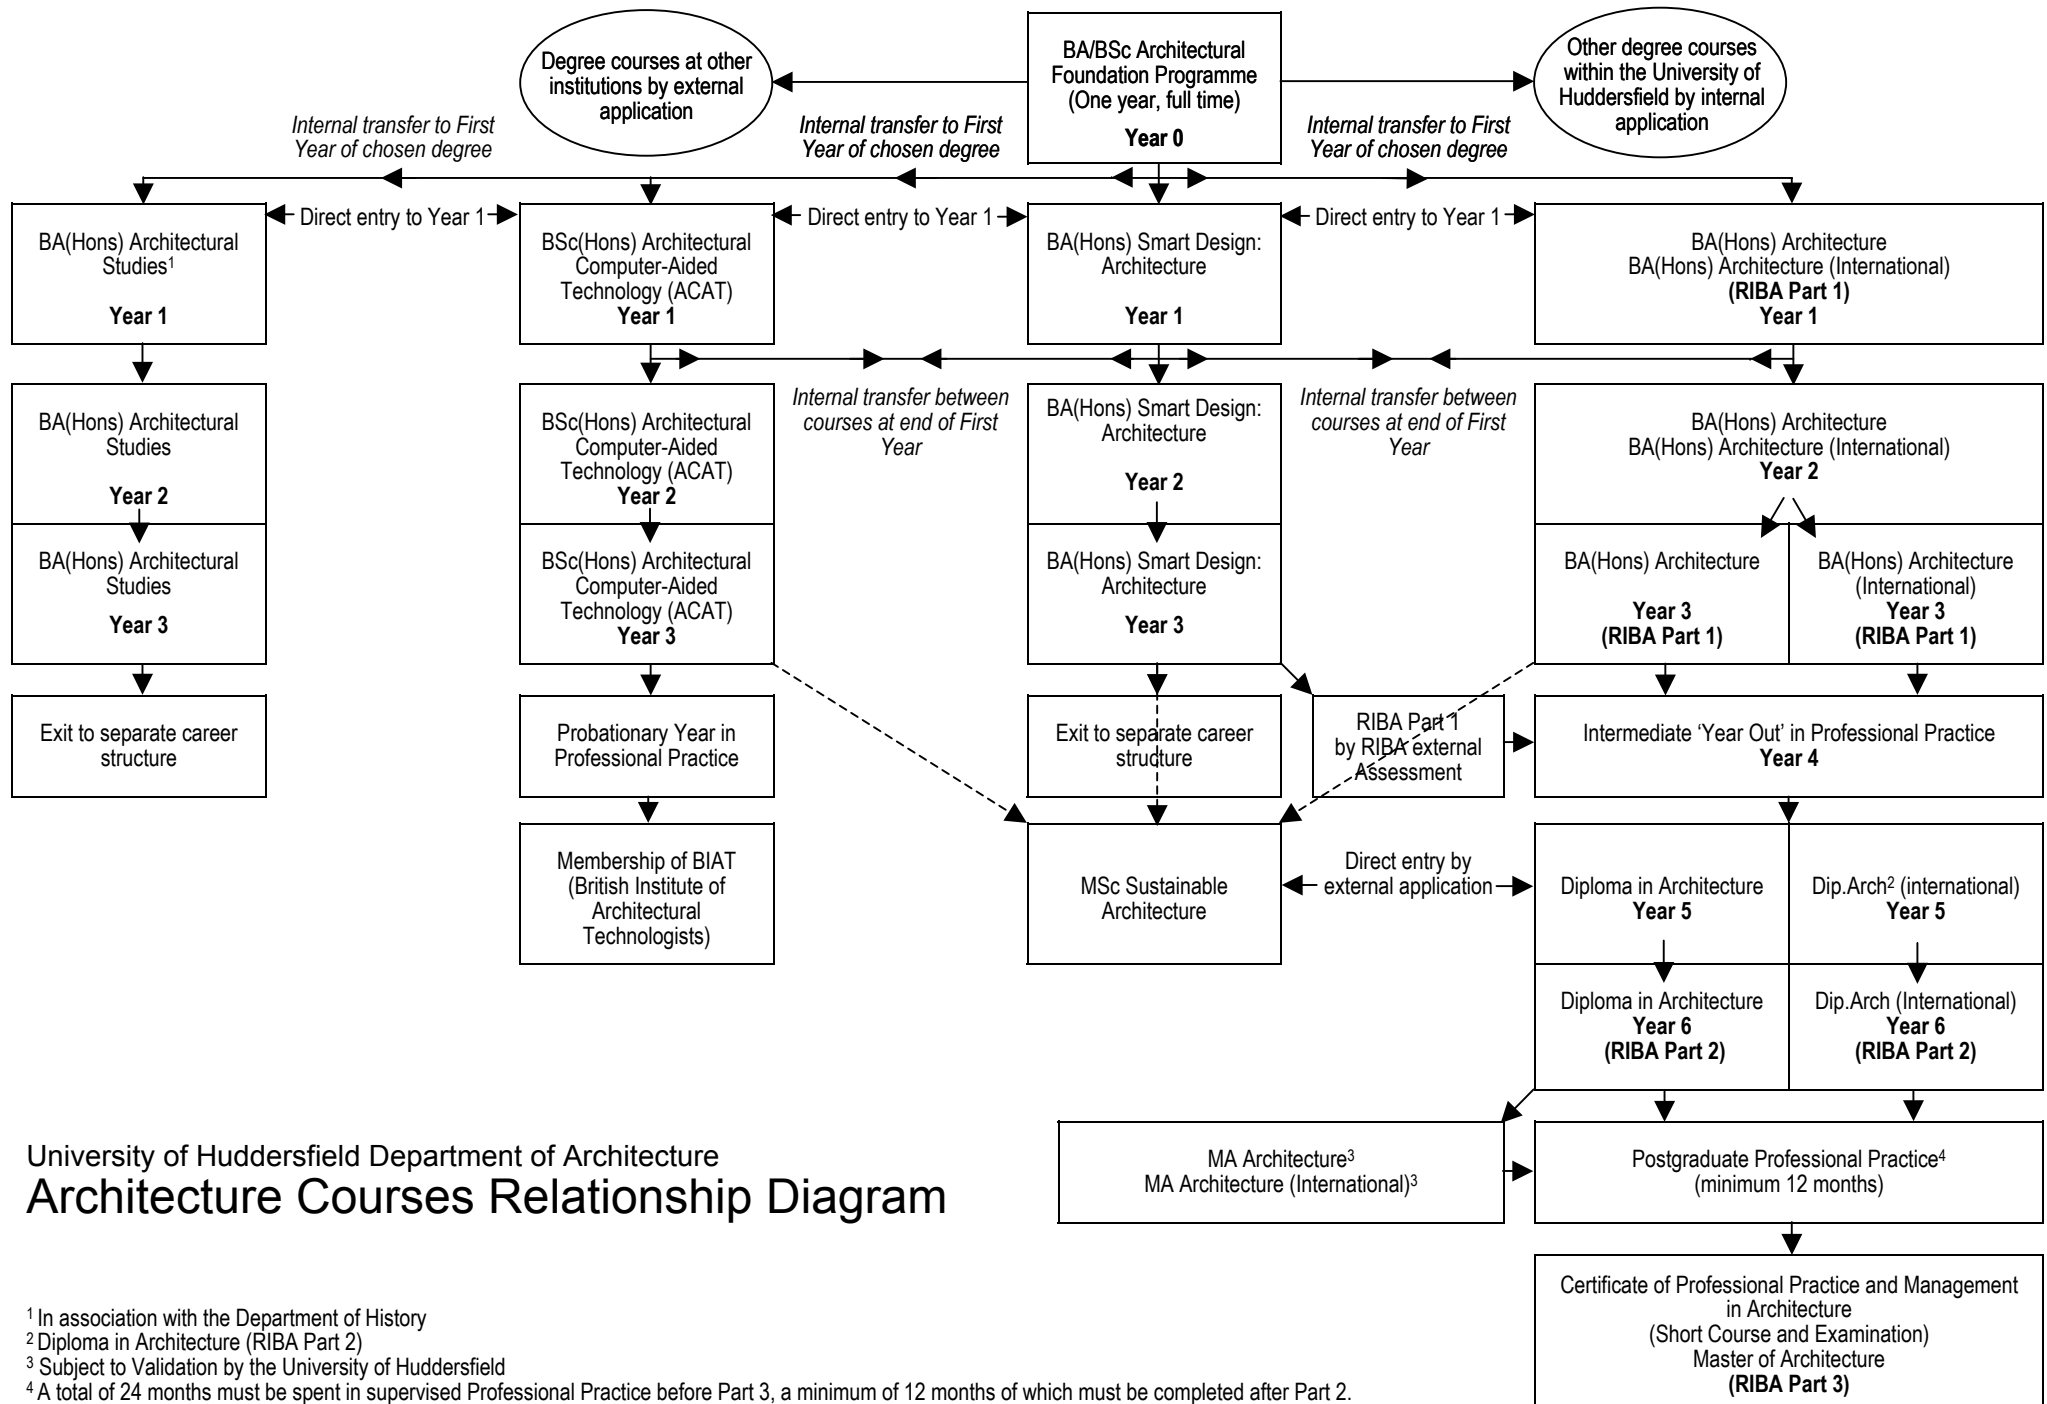 Degree courses at other
institutions by external
application
BA/BSc Architectural
Foundation Programme
(One year, full time)
Year 0
Other degree courses
within the University of
Huddersfield by internal
application
Internal transfer to First
Year of chosen degree
Internal transfer to First
Year of chosen degree
Internal transfer to First
Year of chosen degree
BA(Hons) Architectural
Studies¹
Year 1
Direct entry to Year 1
BSc(Hons) Architectural
Computer-Aided
Technology (ACAT)
Year 1
Direct entry to Year 1
BA(Hons) Smart Design:
Architecture
Year 1
Direct entry to Year 1
BA(Hons) Architecture
BA(Hons) Architecture (International)
(RIBA Part 1)
Year 1
BA(Hons) Architectural
Studies
Year 2
BSc(Hons) Architectural
Computer-Aided
Technology (ACAT)
Year 2
Internal transfer between
courses at end of First
Year
BA(Hons) Smart Design:
Architecture
Year 2
Internal transfer between
courses at end of First
Year
BA(Hons) Architecture
BA(Hons) Architecture (International)
Year 2
BA(Hons) Architectural
Studies
Year 3
BSc(Hons) Architectural
Computer-Aided
Technology (ACAT)
Year 3
BA(Hons) Smart Design:
Architecture
Year 3
BA(Hons) Architecture
Year 3
(RIBA Part 1)
BA(Hons) Architecture
(International)
Year 3
(RIBA Part 1)
Exit to separate career
structure
Probationary Year in
Professional Practice
Exit to separate career
structure
RIBA Part 1
by RIBA external
Assessment
Intermediate ‘Year Out’ in Professional Practice
Year 4
Membership of BIAT
(British Institute of
Architectural
Technologists)
MSc Sustainable
Architecture
Direct entry by
external application
Diploma in Architecture
Year 5
Dip.Arch² (international)
Year 5
Diploma in Architecture
Year 6
(RIBA Part 2)
Dip.Arch (International)
Year 6
(RIBA Part 2)
MA Architecture³
MA Architecture (International)³
Postgraduate Professional Practice⁴
(minimum 12 months)
University of Huddersfield Department of Architecture
Architecture Courses Relationship Diagram
Certificate of Professional Practice and Management
in Architecture
(Short Course and Examination)
Master of Architecture
(RIBA Part 3)
¹ In association with the Department of History
² Diploma in Architecture (RIBA Part 2)
³ Subject to Validation by the University of Huddersfield
⁴ A total of 24 months must be spent in supervised Professional Practice before Part 3, a minimum of 12 months of which must be completed after Part 2.